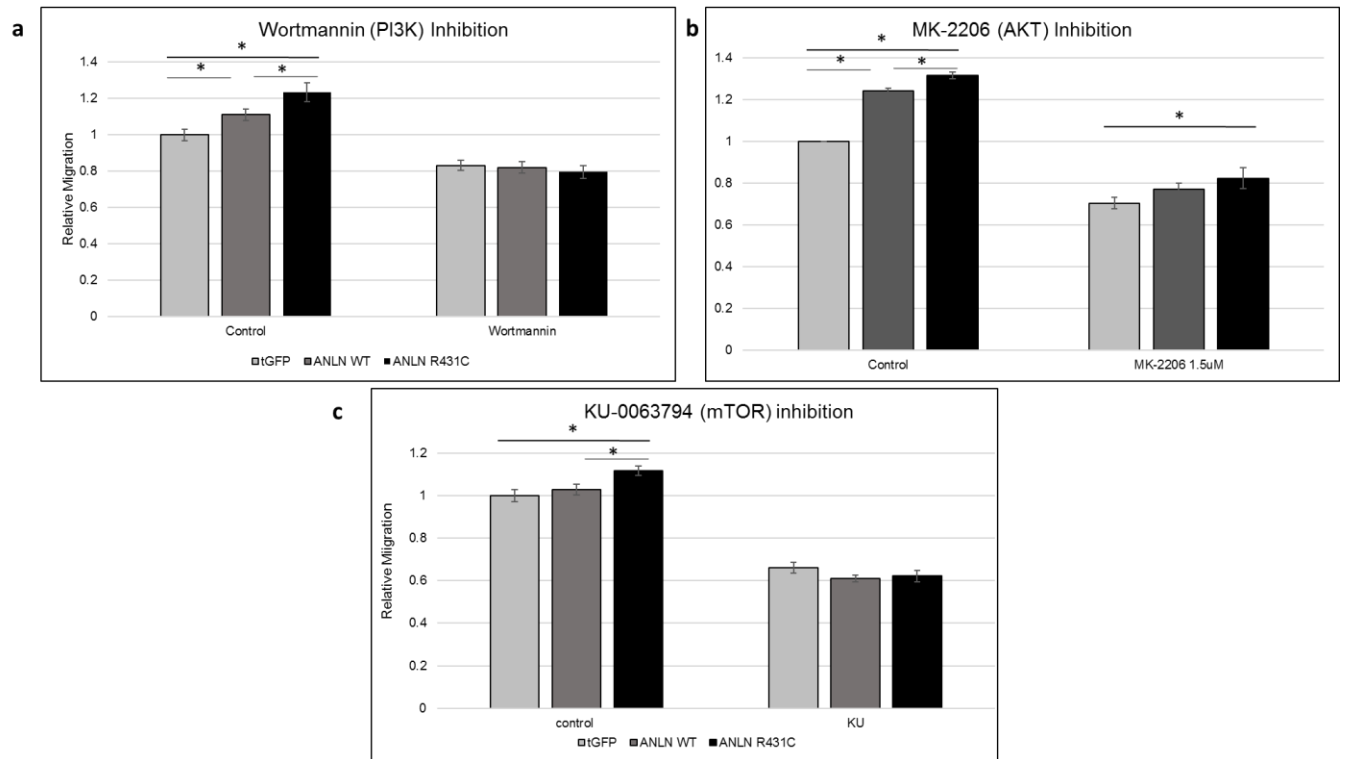 a
Wortmannin (PI3K) Inhibition
*
* *
Relative Migration
1.4
1.2
1
0.8
0.6
0.4
0.2
0
Control Wortmannin
tGFP ANLN WT ANLN R431C
b
MK-2206 (AKT) Inhibition
*
* *
*
1.4
1.2
1
0.8
0.6
0.4
0.2
0
Control MK-2206 1.5uM
c
KU-0063794 (mTOR) inhibition
*
*
Relative Miigration
1.2
1
0.8
0.6
0.4
0.2
0
control KU
tGFP ANLN WT ANLN R431C